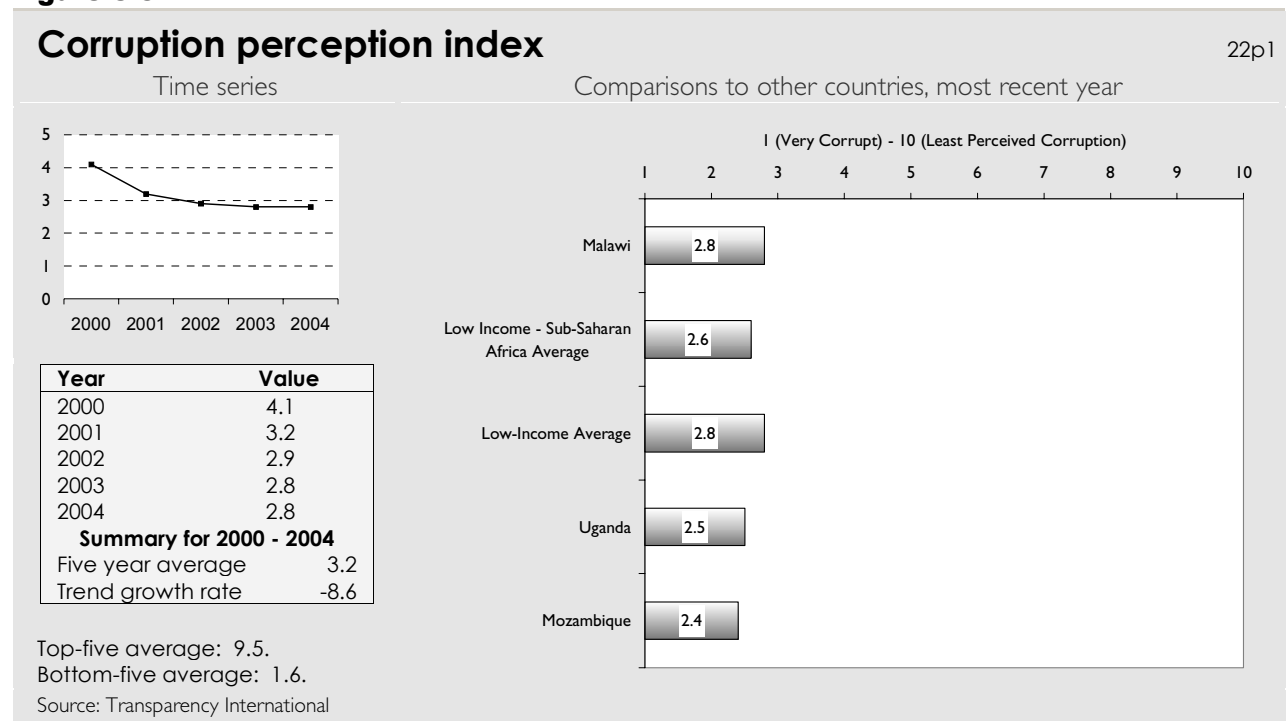 Corruption perception index
22p1
Time series
Comparisons to other countries, most recent year
5
4
3
2
1
0
2000 2001 2002 2003 2004
Year Value
2000 4.1
2001 3.2
2002 2.9
2003 2.8
2004 2.8
Summary for 2000 - 2004
Five year average 3.2
Trend growth rate -8.6
Top-five average: 9.5.
Bottom-five average: 1.6.
Source: Transparency International
1 (Very Corrupt) - 10 (Least Perceived Corruption)
1 2 3 4 5 6 7 8 9 10
Malawi 2.8
Low Income - Sub-Saharan
Africa Average 2.6
Low-Income Average 2.8
Uganda 2.5
Mozambique 2.4